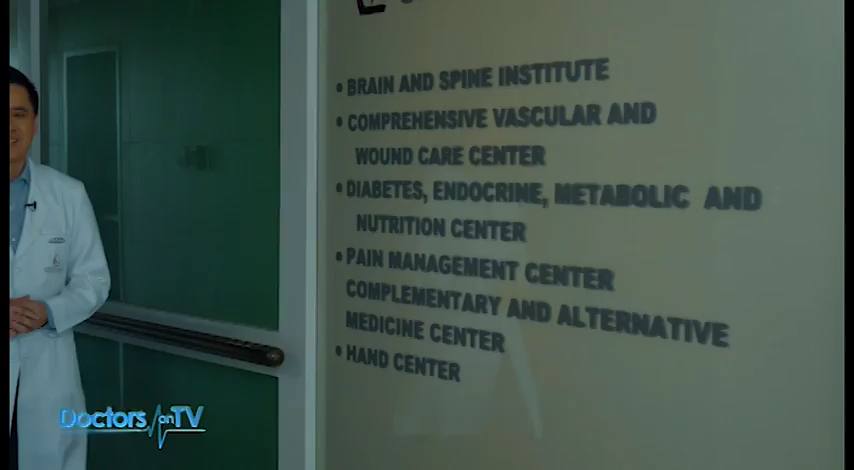 • BRAIN AND SPINE INSTITUTE
• COMPREHENSIVE VASCULAR AND
WOUND CARE CENTER
• DIABETES, ENDOCRINE, METABOLIC AND
NUTRITION CENTER
• PAIN MANAGEMENT CENTER
COMPLEMENTARY AND ALTERNATIVE
MEDICINE CENTER
• HAND CENTER
Doctors on TV